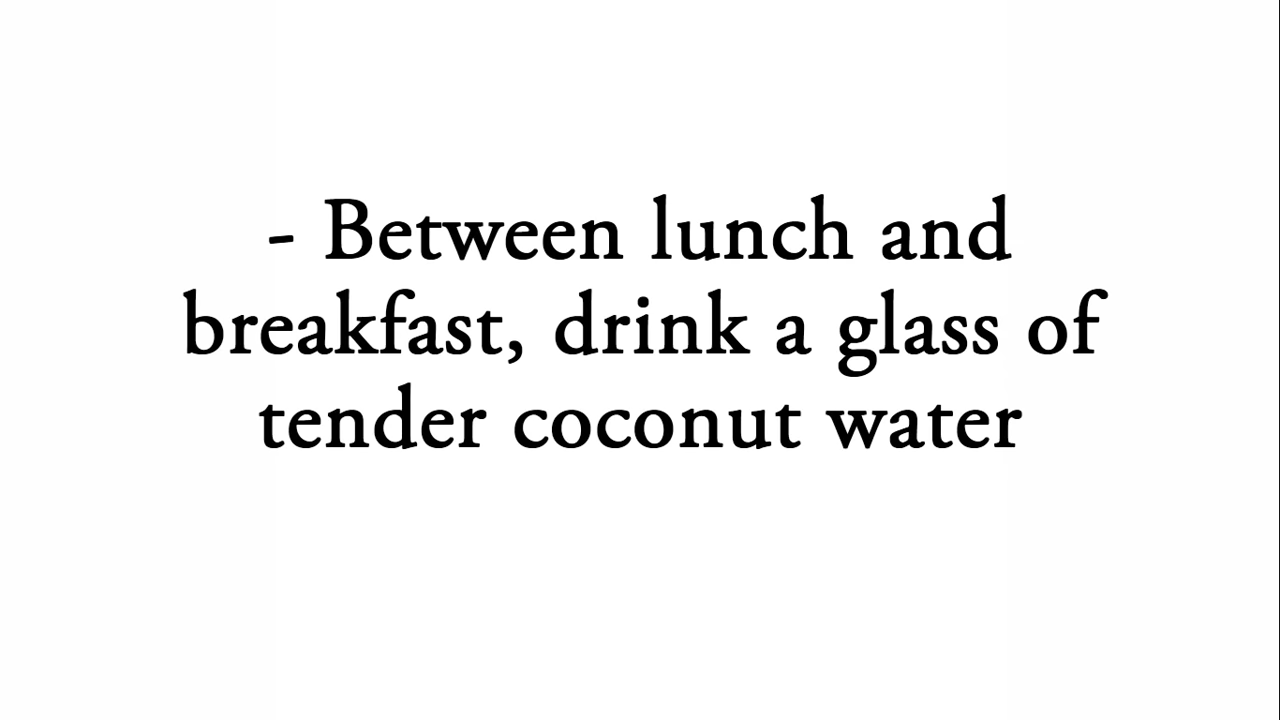 - Between lunch and
breakfast, drink a glass of
tender coconut water